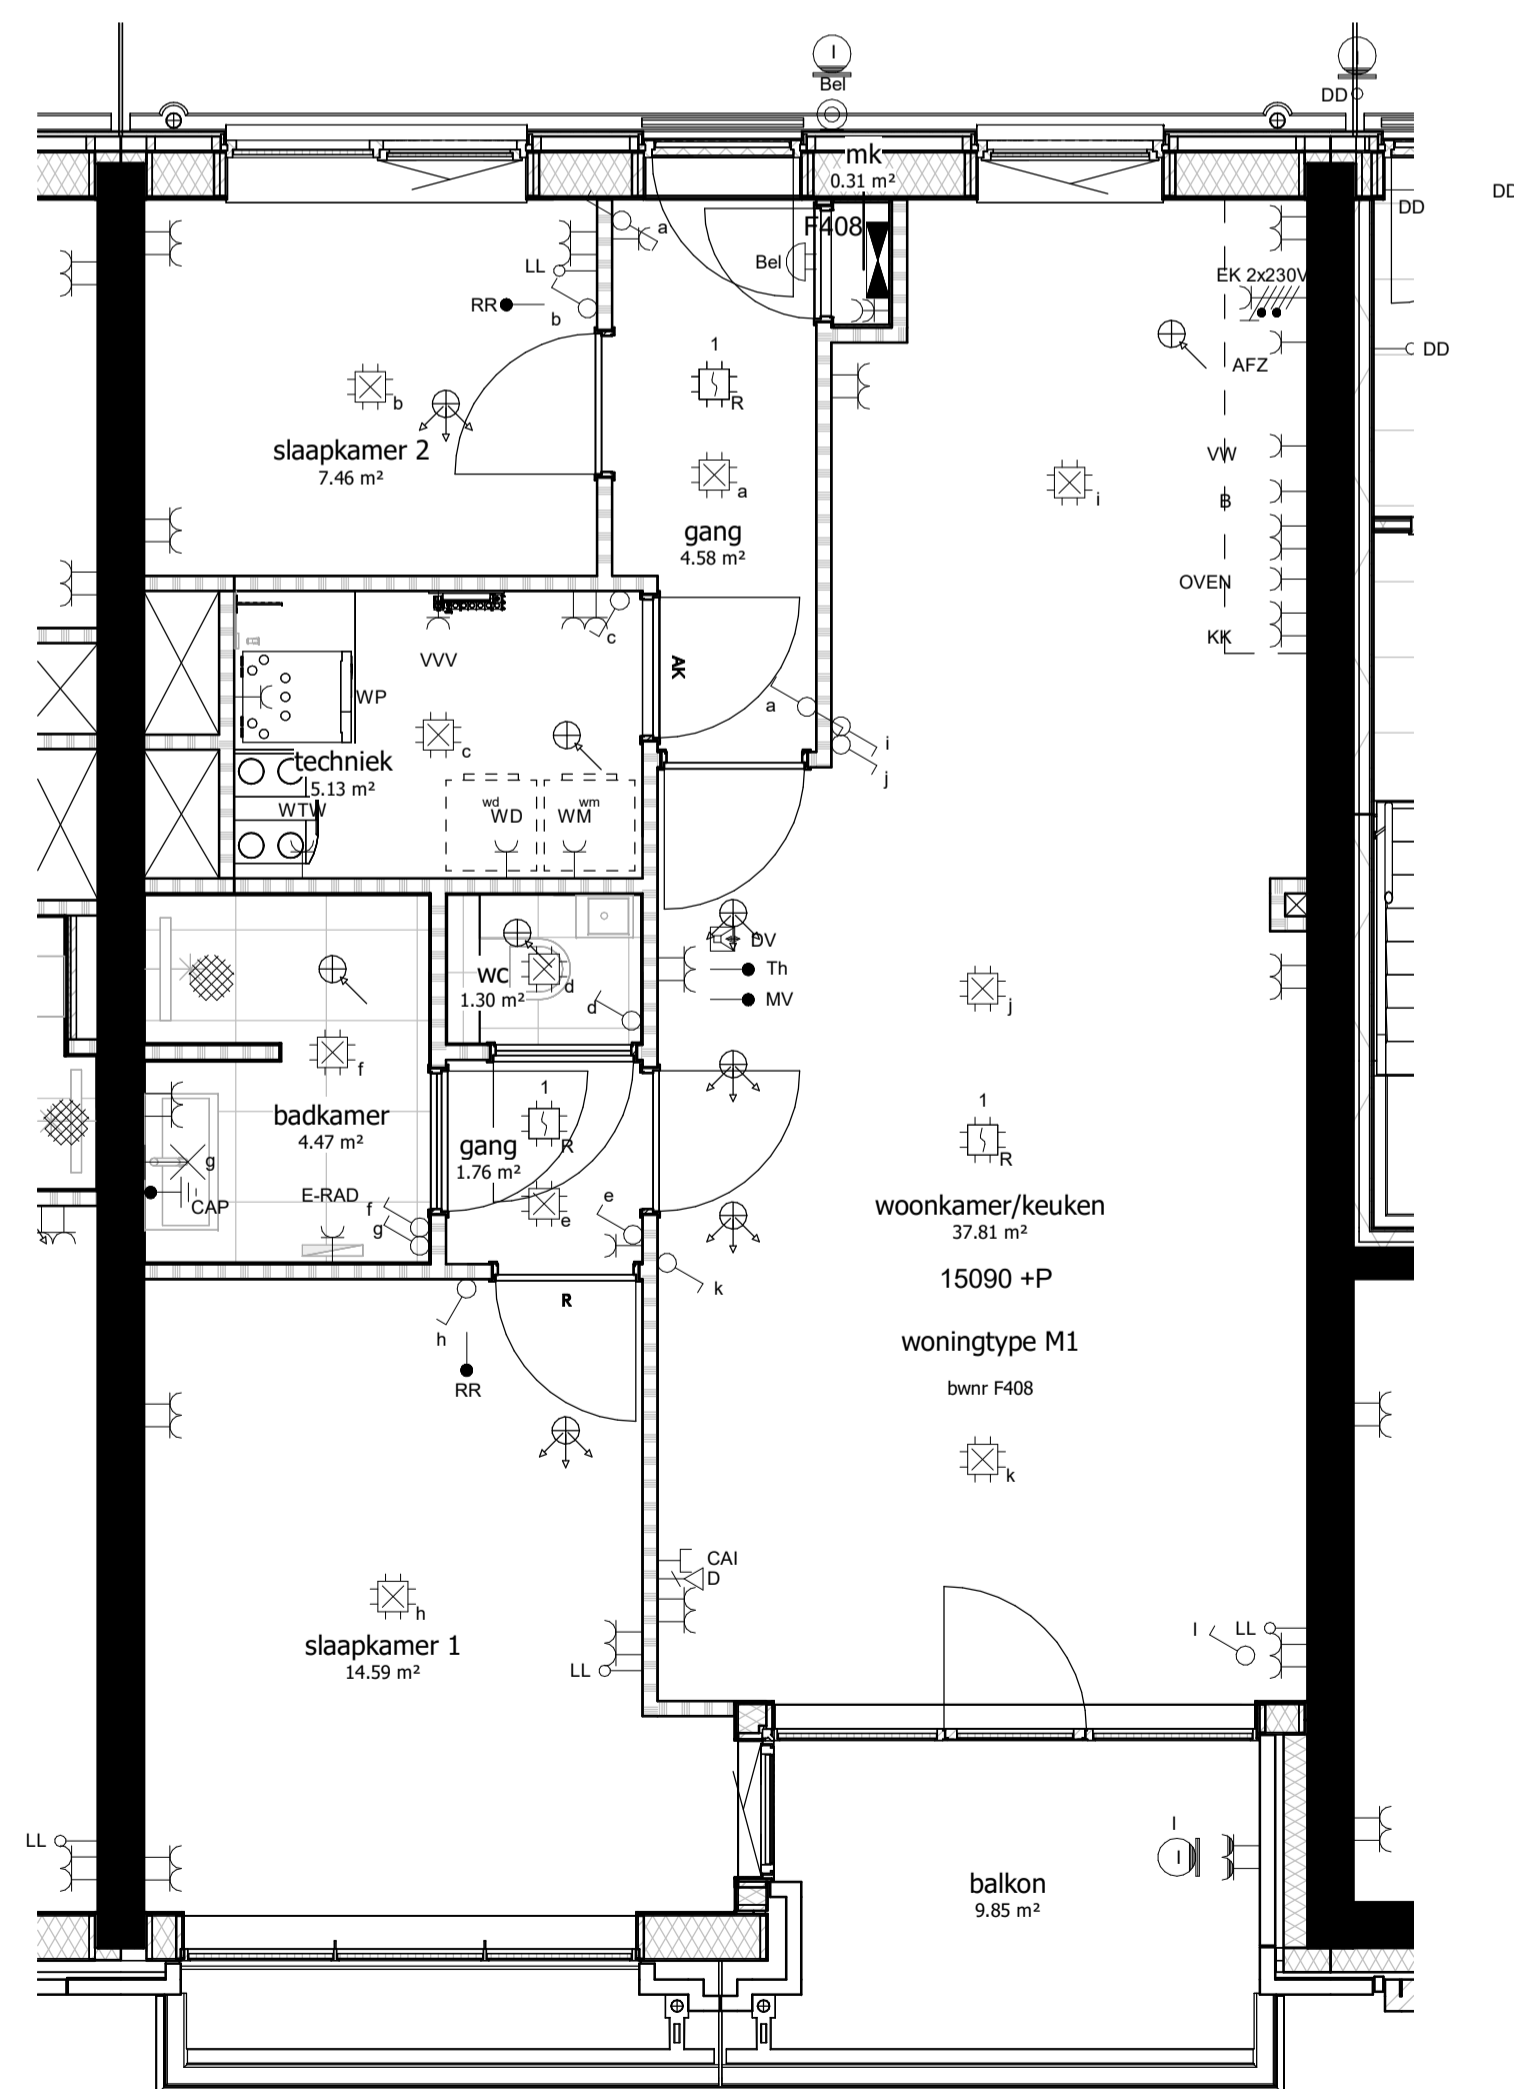 I
Bel
I
DD
mk
0.31 m²
DD
DD
F408
a
LL
Bel
RR
b
EK 2x230V
1
DD
AFZ
R
b
slaapkamer 2
7.46 m²
VW
a
i
B
gang
4.58 m²
OVEN
KK
c
VVV
AK
WP
a
c
i
j
techniek
5.13 m²
WTW
wd
WD
wm
WM
DV
Th
MV
wc
1.30 m²
d
d
j
f
1
1
badkamer
4.47 m²
gang
1.76 m²
R
R
g
CAP
E-RAD
f
g
e
e
woonkamer/keuken
37.81 m²
15090 +P
k
R
h
woningtype M1
RR
bwnr F408
k
CAI
D
h
slaapkamer 1
14.59 m²
LL
l
LL
LL
l
l
balkon
9.85 m²